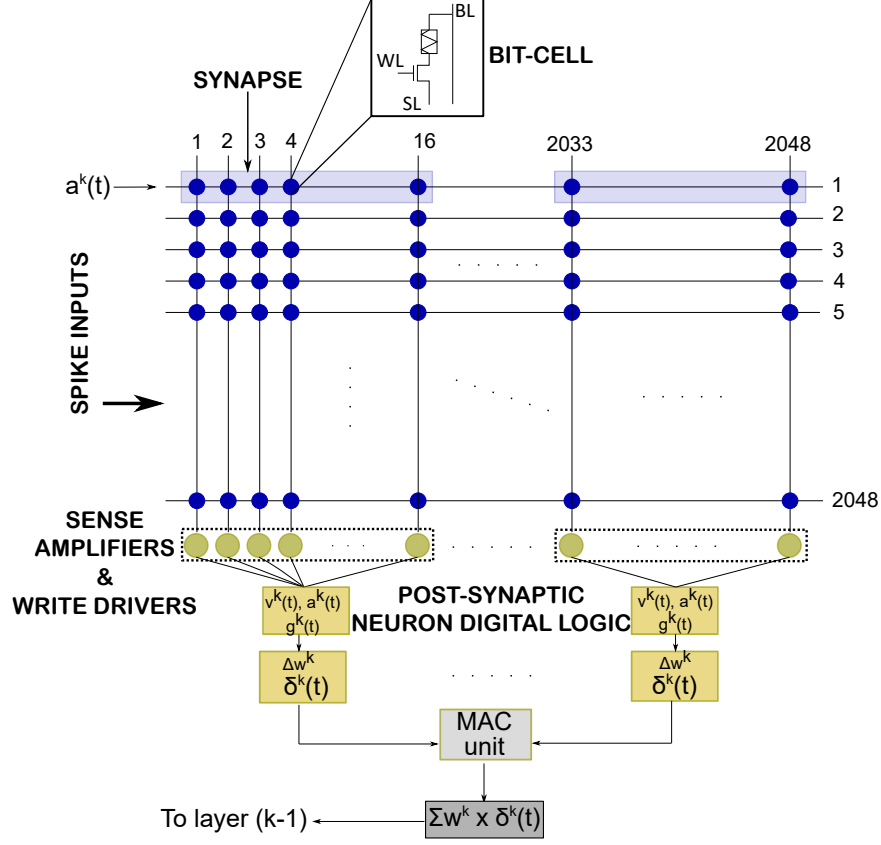 BL
WL
SL
BIT-CELL
SYNAPSE
1 2 3 4 16 2033 2048
a^k(t)
1
2
3
4
5
SPIKE INPUTS
2048
SENSE
AMPLIFIERS
&
WRITE DRIVERS
v^k(t), a^k(t)
g^k(t)
POST-SYNAPTIC
NEURON DIGITAL LOGIC
v^k(t), a^k(t)
g^k(t)
Δw^k
δ^k(t)
Δw^k
δ^k(t)
MAC
unit
To layer (k-1)
Σw^k x δ^k(t)